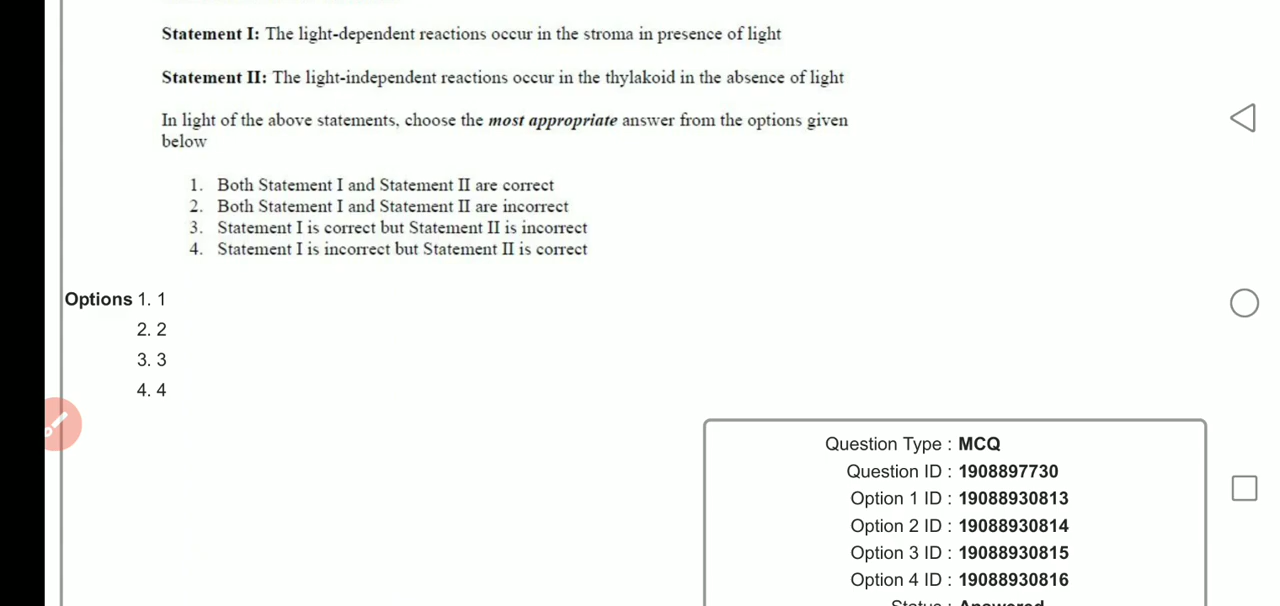 Statement I: The light-dependent reactions occur in the stroma in presence of light
Statement II: The light-independent reactions occur in the thylakoid in the absence of light
In light of the above statements, choose the most appropriate answer from the options given
below
1. Both Statement I and Statement II are correct
2. Both Statement I and Statement II are incorrect
3. Statement I is correct but Statement II is incorrect
4. Statement I is incorrect but Statement II is correct
Options 1. 1
2. 2
3. 3
4. 4
Question Type : MCQ
Question ID : 1908897730
Option 1 ID : 19088930813
Option 2 ID : 19088930814
Option 3 ID : 19088930815
Option 4 ID : 19088930816
Status : Answered